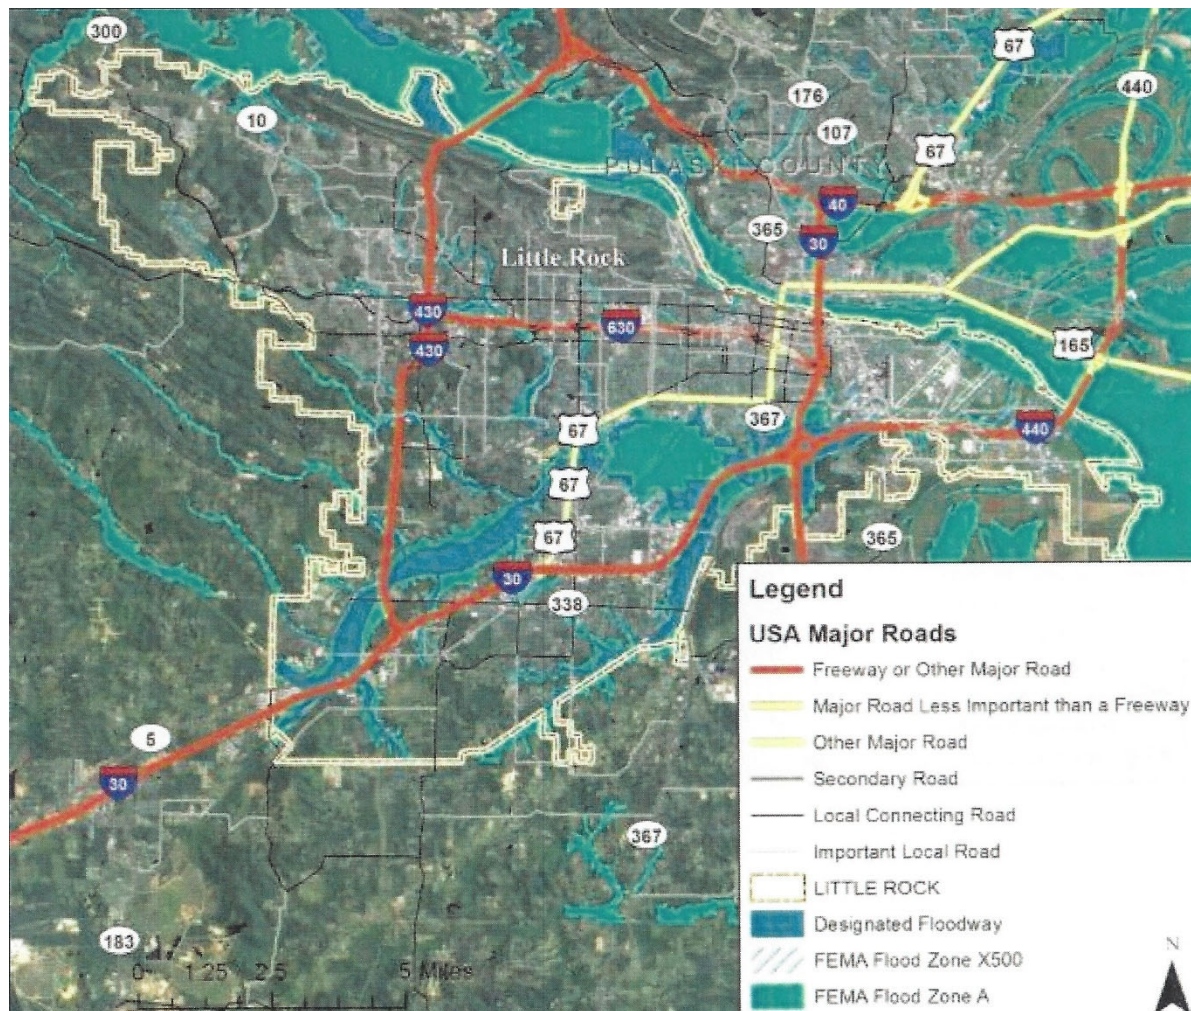 300
67
440
10
176
107
67
PULASKI COUNTY
40
365
30
Little Rock
430
630
430
165
367
67
440
67
67
365
30
338
5
30
367
183
0 1.25 2.5 5 Miles
Legend
USA Major Roads
Freeway or Other Major Road
Major Road Less Important than a Freeway
Other Major Road
Secondary Road
Local Connecting Road
Important Local Road
LITTLE ROCK
Designated Floodway
FEMA Flood Zone X500
FEMA Flood Zone A
N